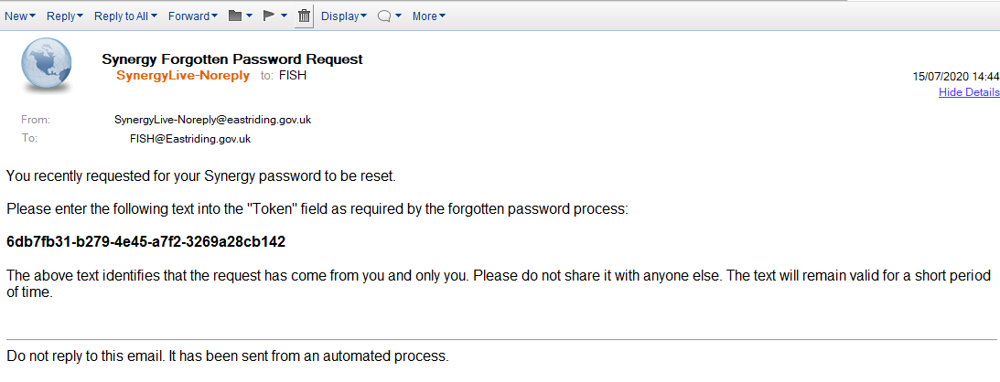 New Reply Reply to All Forward Display More
Synergy Forgotten Password Request
SynergyLive-Noreply to: FISH
15/07/2020 14:44
Hide Details
From: SynergyLive-Noreply@eastriding.gov.uk
To: FISH@Eastriding.gov.uk
You recently requested for your Synergy password to be reset.
Please enter the following text into the "Token" field as required by the forgotten password process:
6db7fb31-b279-4e45-a7f2-3269a28cb142
The above text identifies that the request has come from you and only you. Please do not share it with anyone else. The text will remain valid for a short period
of time.
Do not reply to this email. It has been sent from an automated process.